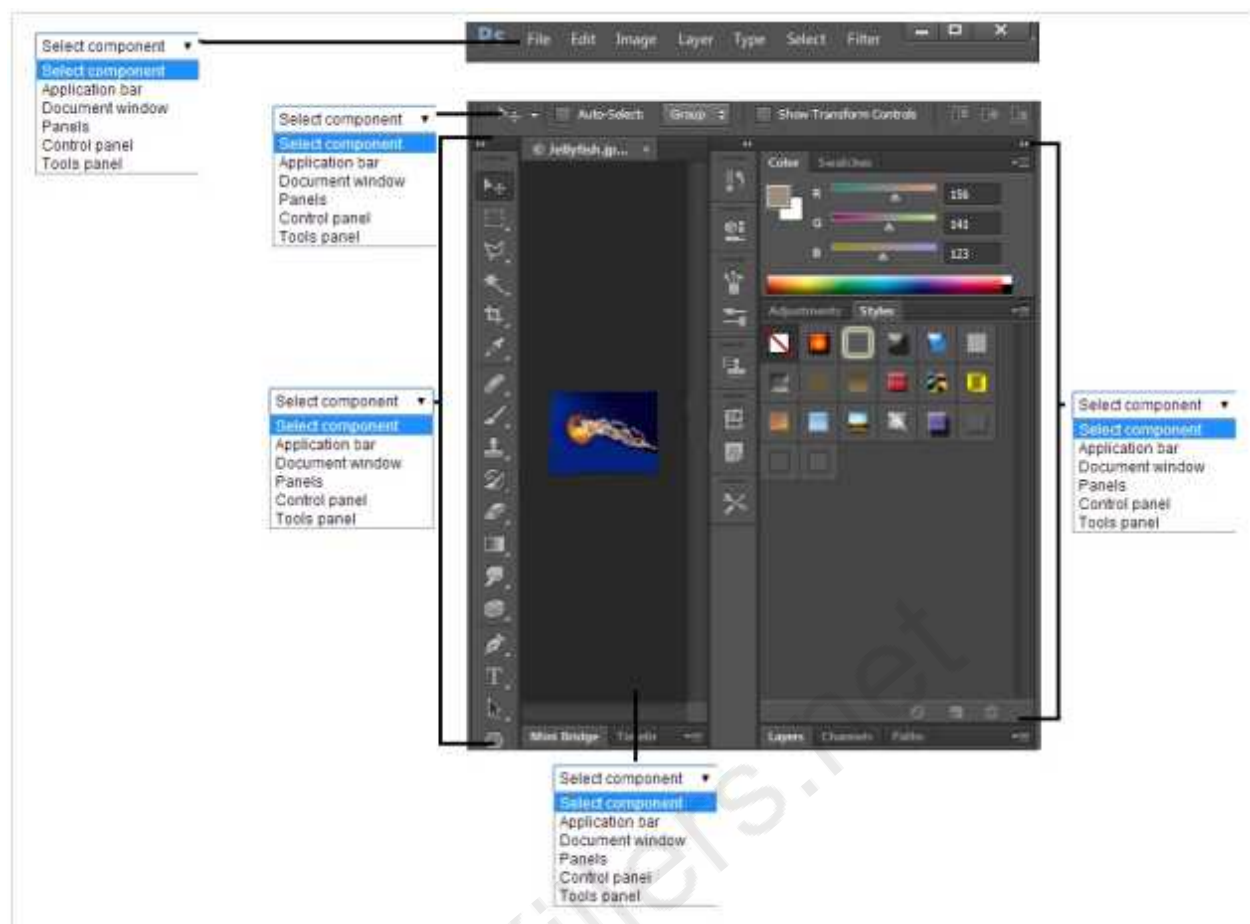 Ps File Edit Image Layer Type Select Filter
Select component
Select component
Application bar
Document window
Panels
Control panel
Tools panel
Auto-Select: Group Show Transform Controls
Select component
Select component
Application bar
Document window
Panels
Control panel
Tools panel
© Jellyfish.jp... ×
Color Swatches
R 156
G 141
B 123
Adjustments Styles
Select component
Select component
Application bar
Document window
Panels
Control panel
Tools panel
Select component
Select component
Application bar
Document window
Panels
Control panel
Tools panel
Mini Bridge Timelin
Layers Channels Paths
Select component
Select component
Application bar
Document window
Panels
Control panel
Tools panel